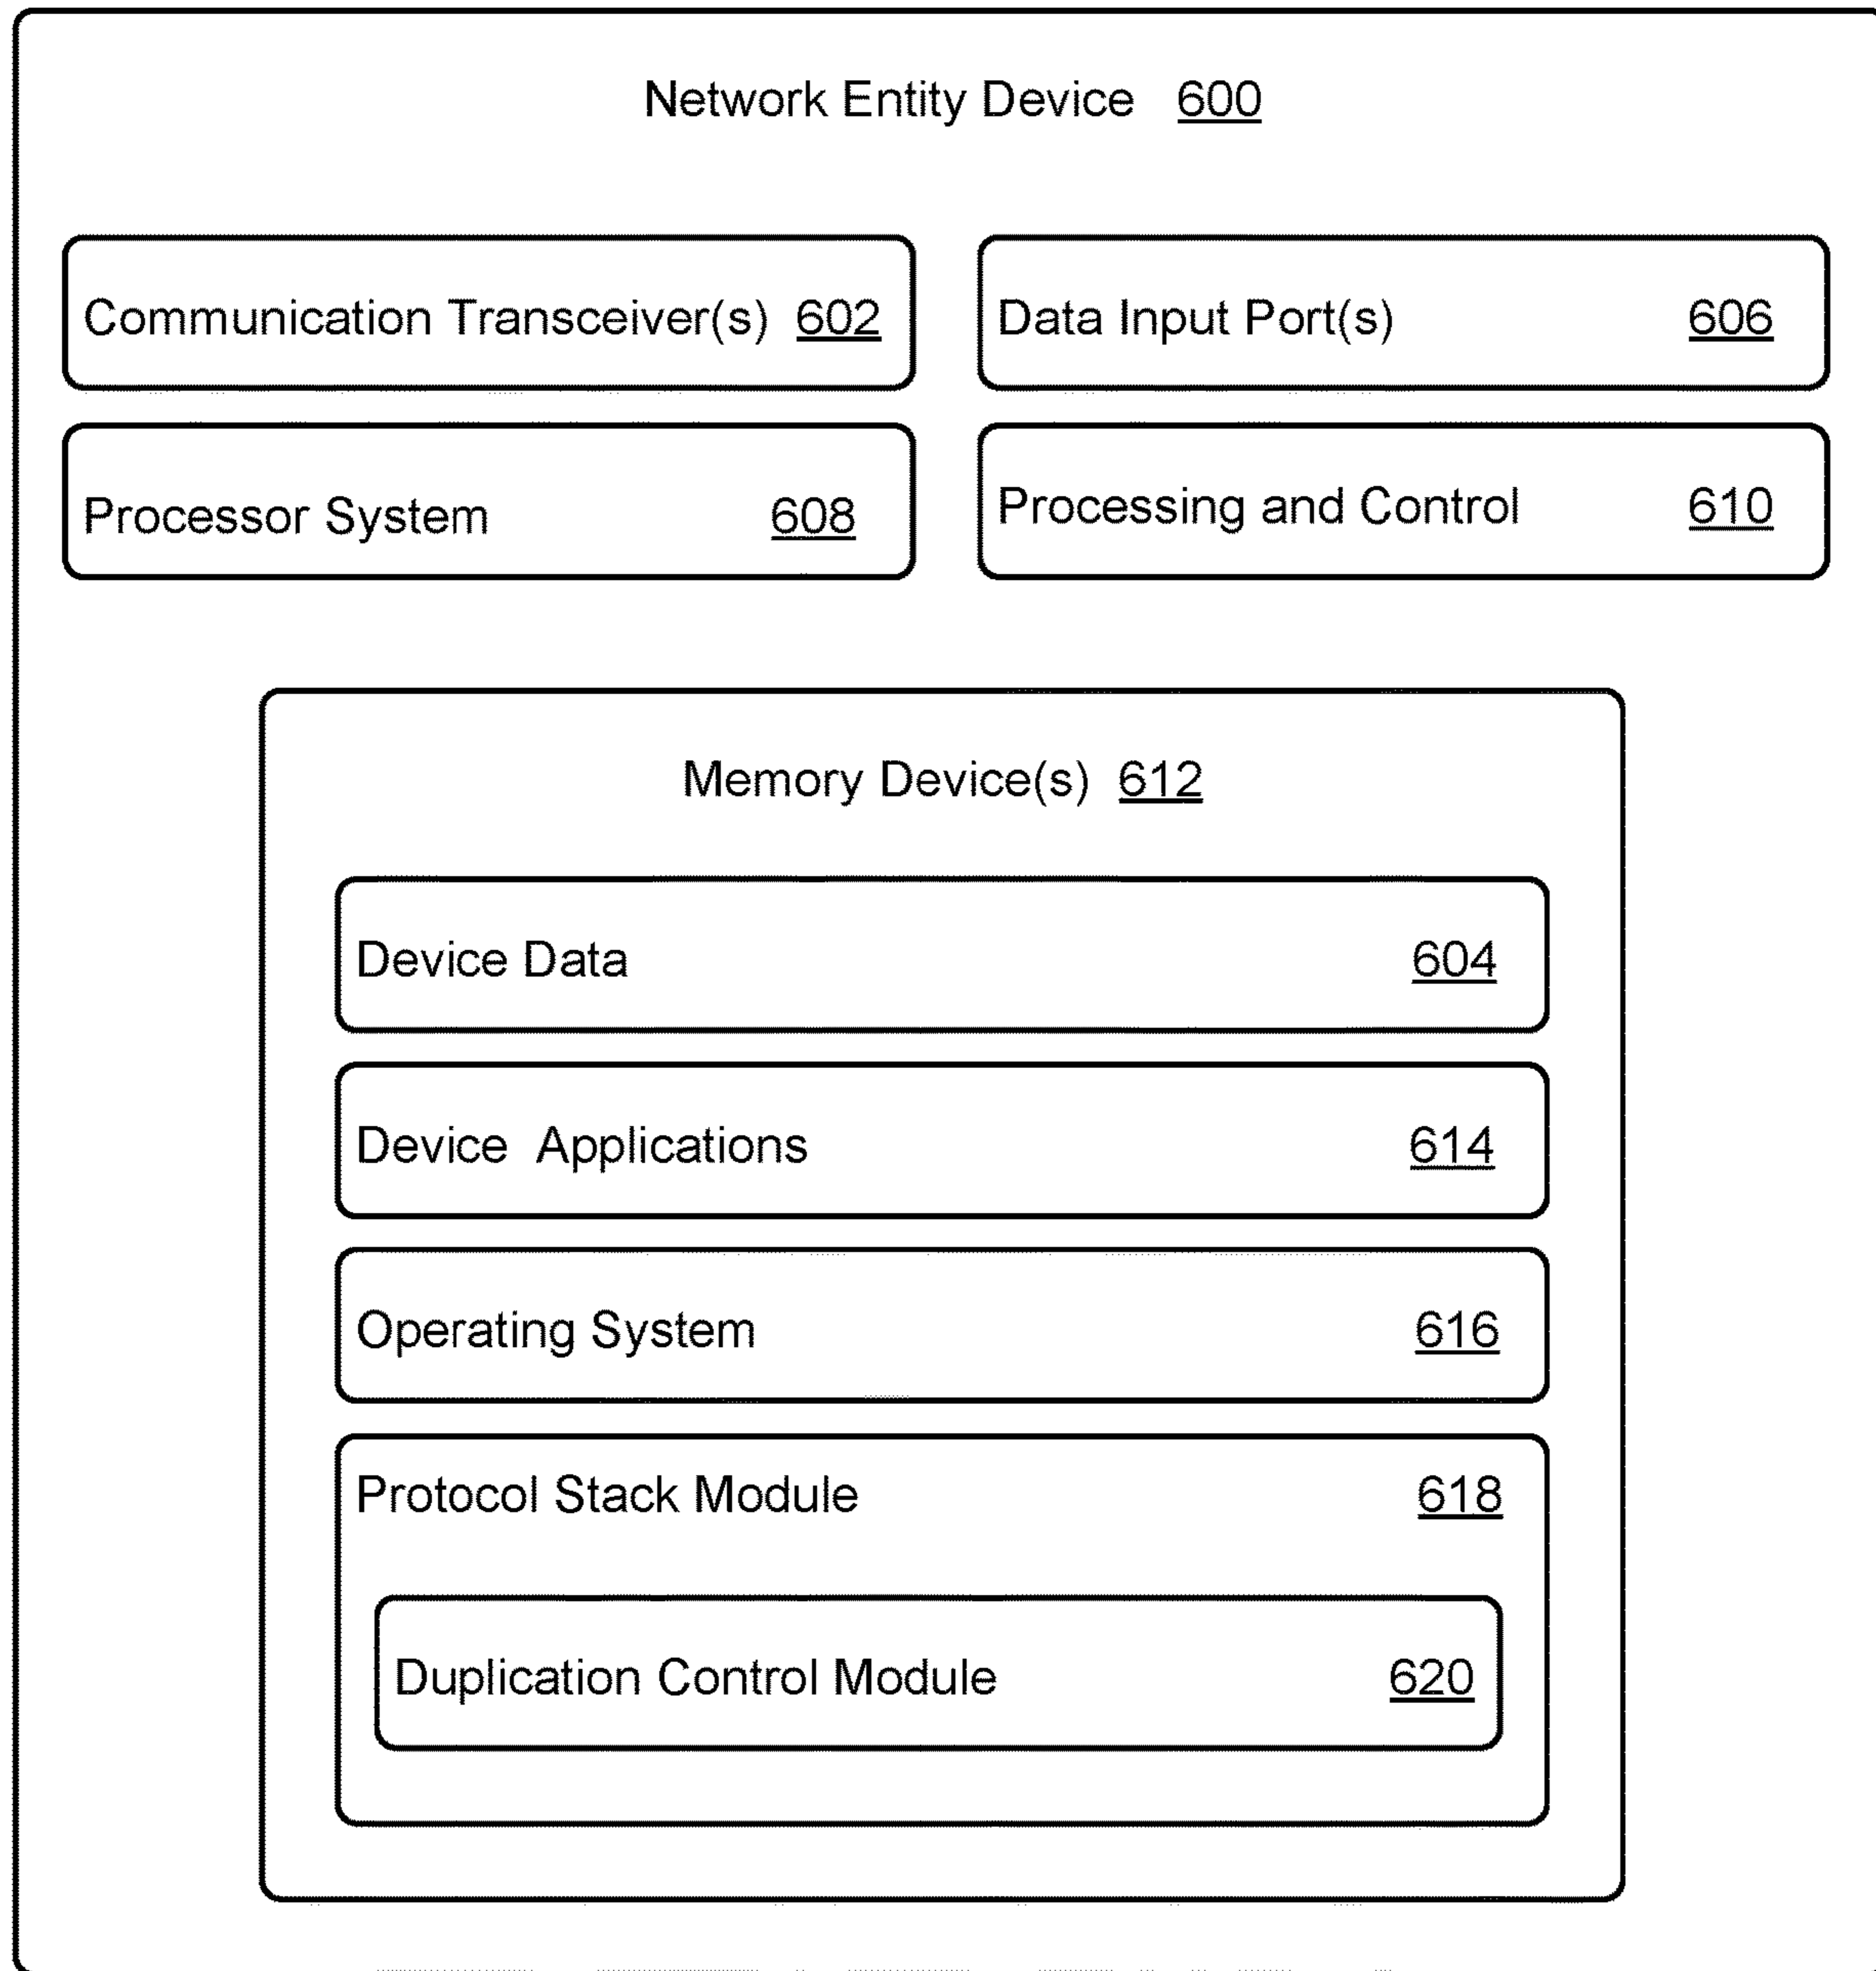 Network Entity Device 600
Communication Transceiver(s) 602
Data Input Port(s) 606
Processor System 608
Processing and Control 610
Memory Device(s) 612
Device Data 604
Device Applications 614
Operating System 616
Protocol Stack Module 618
Duplication Control Module 620